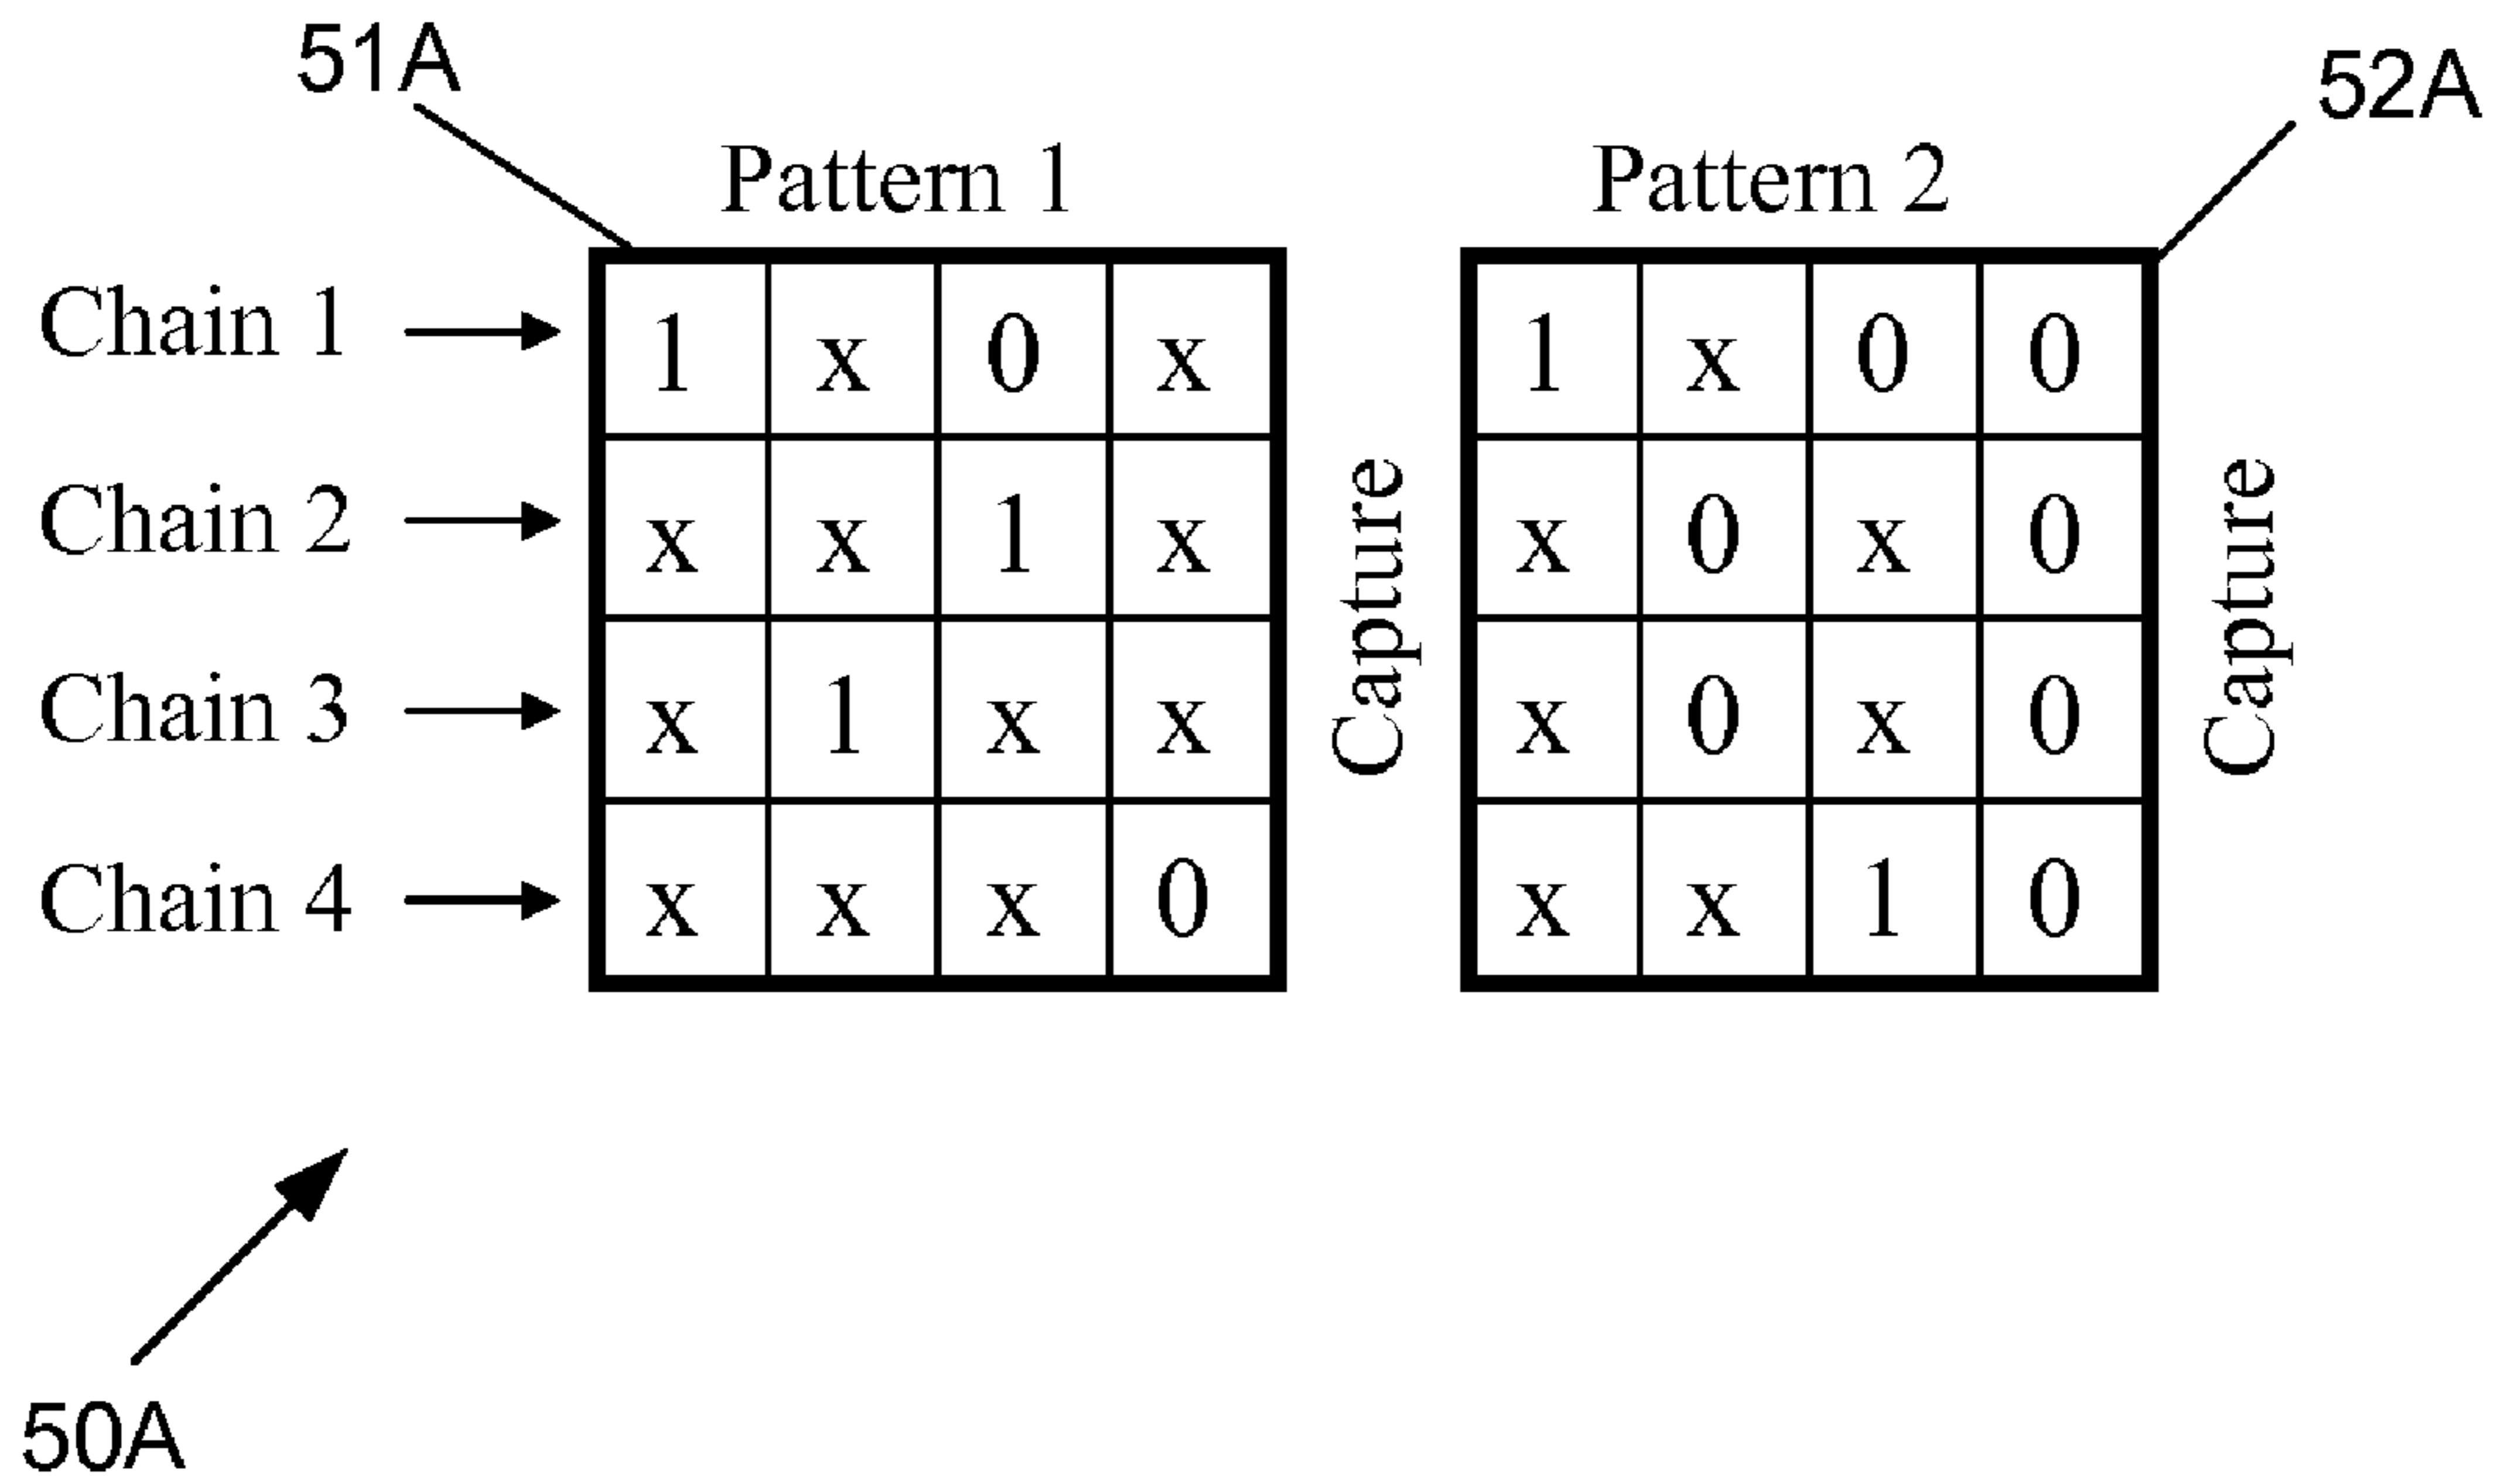 51A
52A
Pattern 1
Pattern 2
Chain 1 1 x 0 x 1 x 0 0
Chain 2 x x 1 x x 0 x 0
Chain 3 x 1 x x x 0 x 0
Chain 4 x x x 0 x x 1 0
Capture
Capture
50A